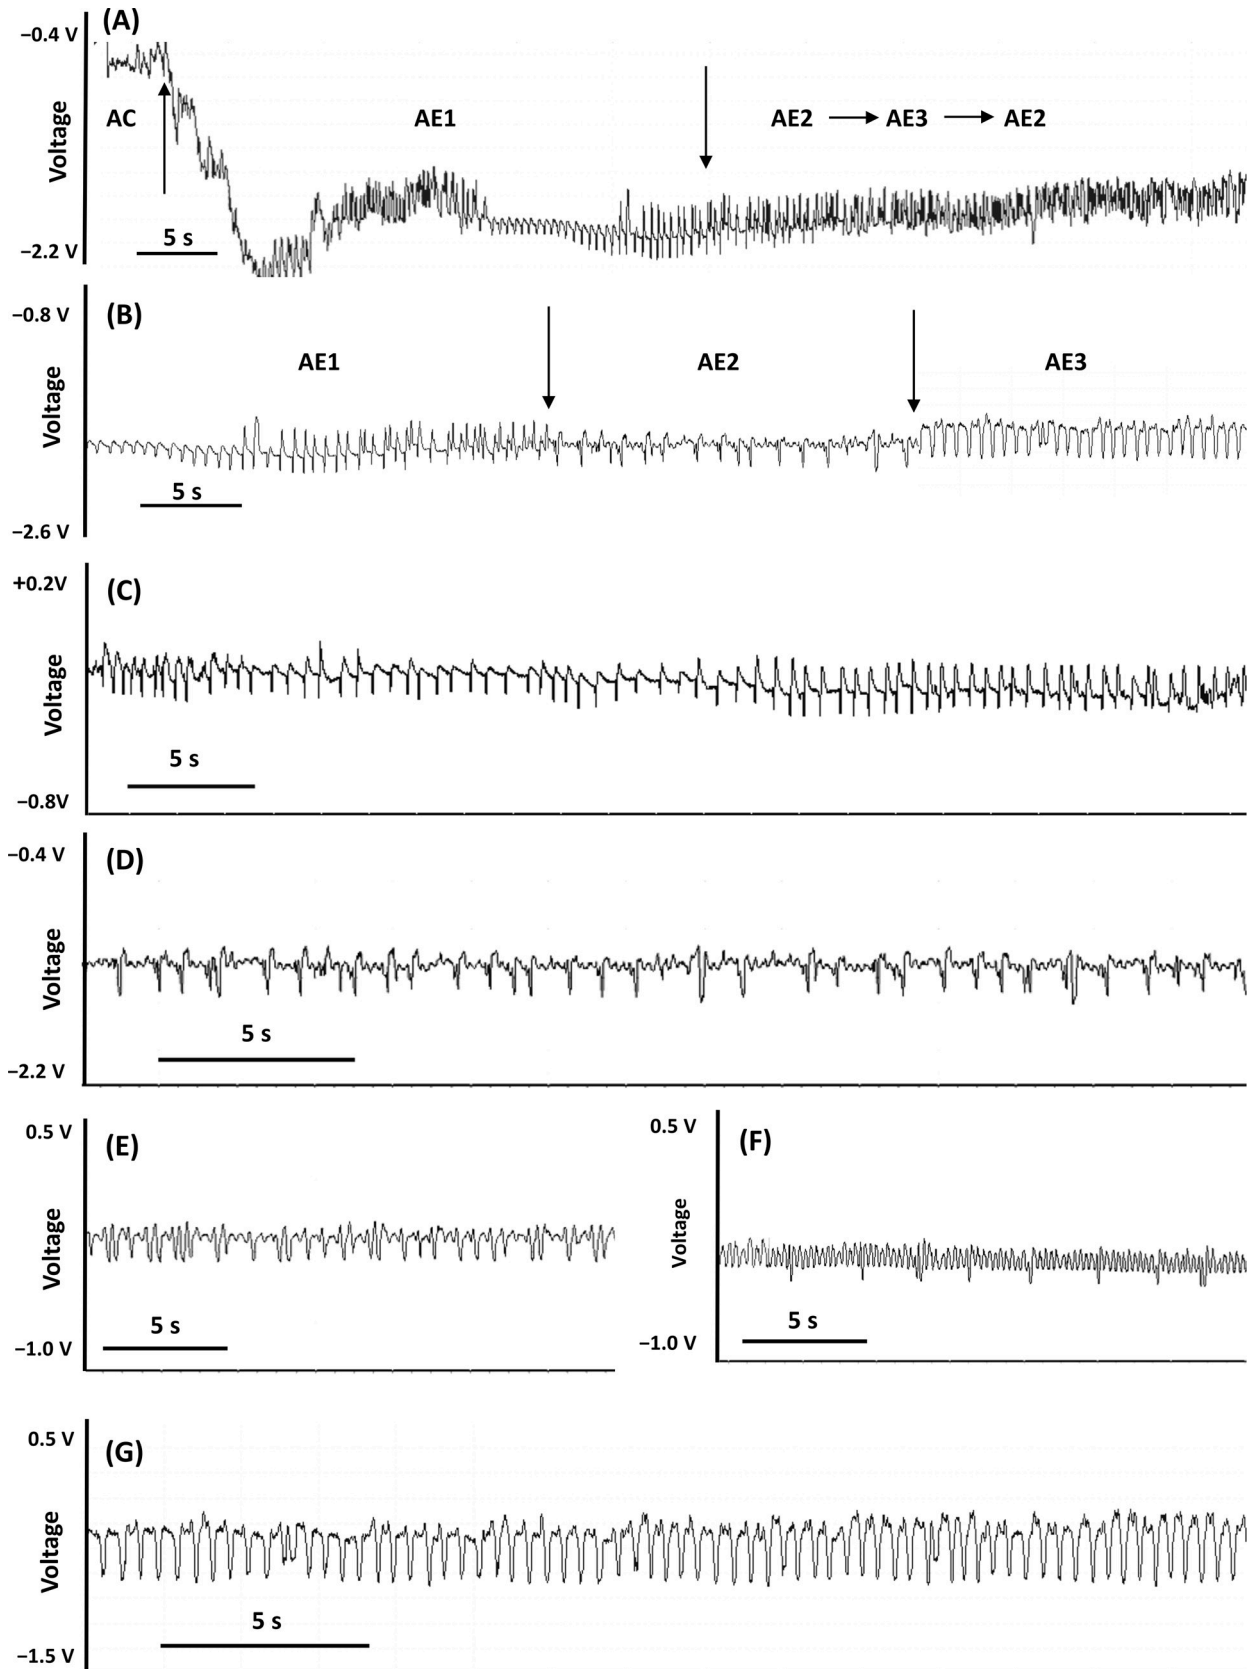 (A)
−0.4 V
AC
AE1
AE2 → AE3 → AE2
Voltage
5 s
−2.2 V
−0.8 V
(B)
AE1
AE2
AE3
Voltage
5 s
−2.6 V
+0.2V
(C)
Voltage
5 s
−0.8V
−0.4 V
(D)
Voltage
5 s
−2.2 V
0.5 V
(E)
Voltage
5 s
−1.0 V
0.5 V
(F)
Voltage
5 s
−1.0 V
0.5 V
(G)
Voltage
5 s
−1.5 V